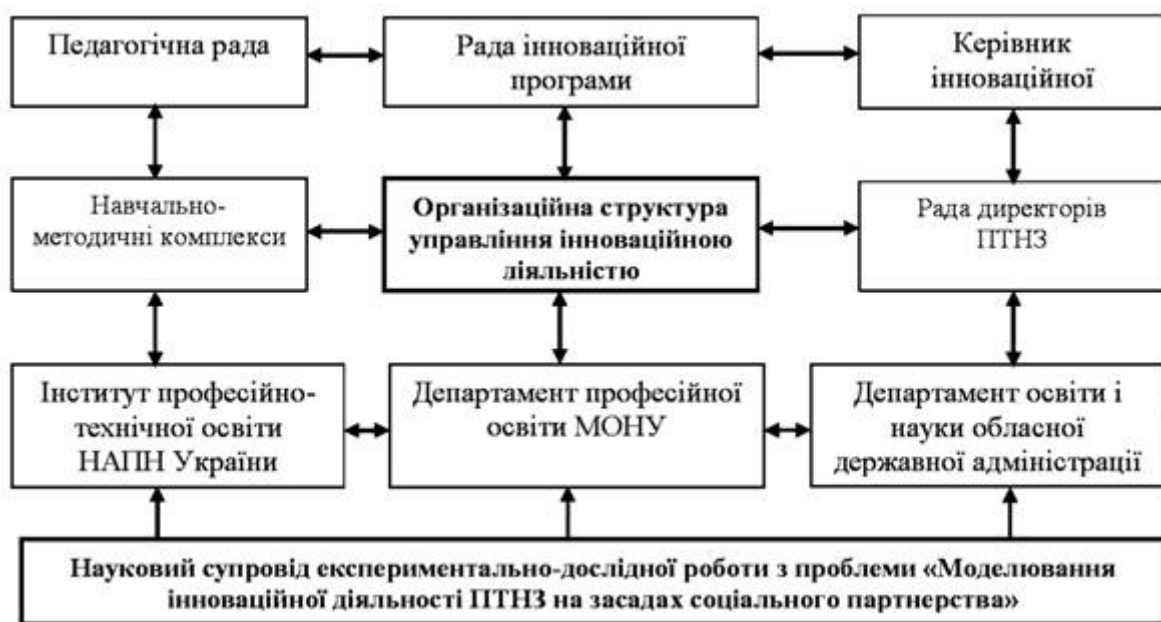 Педагогічна рада
Рада інноваційної
програми
Керівник
інноваційної
Навчально-
методичні комплекси
Організаційна структура
управління інноваційною
діяльністю
Рада директорів
ПТНЗ
Інститут професійно-
технічної освіти
НАПН України
Департамент професійної
освіти МОНУ
Департамент освіти і
науки обласної
державної адміністрації
Науковий супровід експериментально-дослідної роботи з проблеми «Моделювання
інноваційної діяльності ПТНЗ на засадах соціального партнерства»